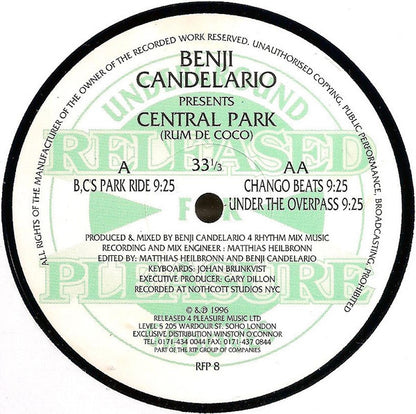 ALL RIGHTS OF THE MANUFACTURER OF THE OWNER OF THE RECORDED WORK RESERVED. UNAUTHORISED COPYING, PUBLIC PERFORMANCE, BROADCASTING PROHIBITED
UNDERGROUND
RELEASED
FOR
PLEASURE
BENJI
CANDELARIO
PRESENTS
CENTRAL PARK
(RUM DE COCO)
A 33⅓ AA
B,C'S PARK RIDE 9:25 CHANGO BEATS 9:25
UNDER THE OVERPASS 9:25
PRODUCED & MIXED BY BENJI CANDELARIO 4 RHYTHM MIX MUSIC
RECORDING AND MIX ENGINEER : MATTHIAS HEILBRONN
EDITED BY: MATTHIAS HEILBRONN AND BENJI CANDELARIO
KEYBOARDS: JOHAN BRUNKVIST
EXECUTIVE PRODUCER: GARY DILLON
RECORDED AT NOTHCOTT STUDIOS NYC
© & ℗ 1996
RELEASED 4 PLEASURE MUSIC LTD
LEVEL 5 205 WARDOUR ST. SOHO LONDON
EXCLUSIVE DISTRIBUTION WINSTON O'CONNOR
TEL: 0171-434 0044 FAX: 0171-437 0844
PART OF THE RTP GROUP OF COMPANIES
RFP 8